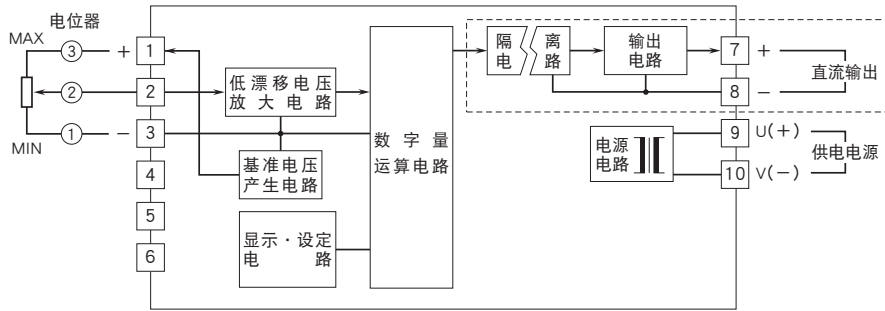 电位器
MAX
③
+
1
②
2
①
−
3
MIN
4
5
6
低漂移电压
放大电路
基准电压
产生电路
显示·设定
电路
数字量
运算电路
隔离
电路
输出
电路
7
+
8
−
直流输出
电源
电路
9
U(+)
10
V(−)
供电电源